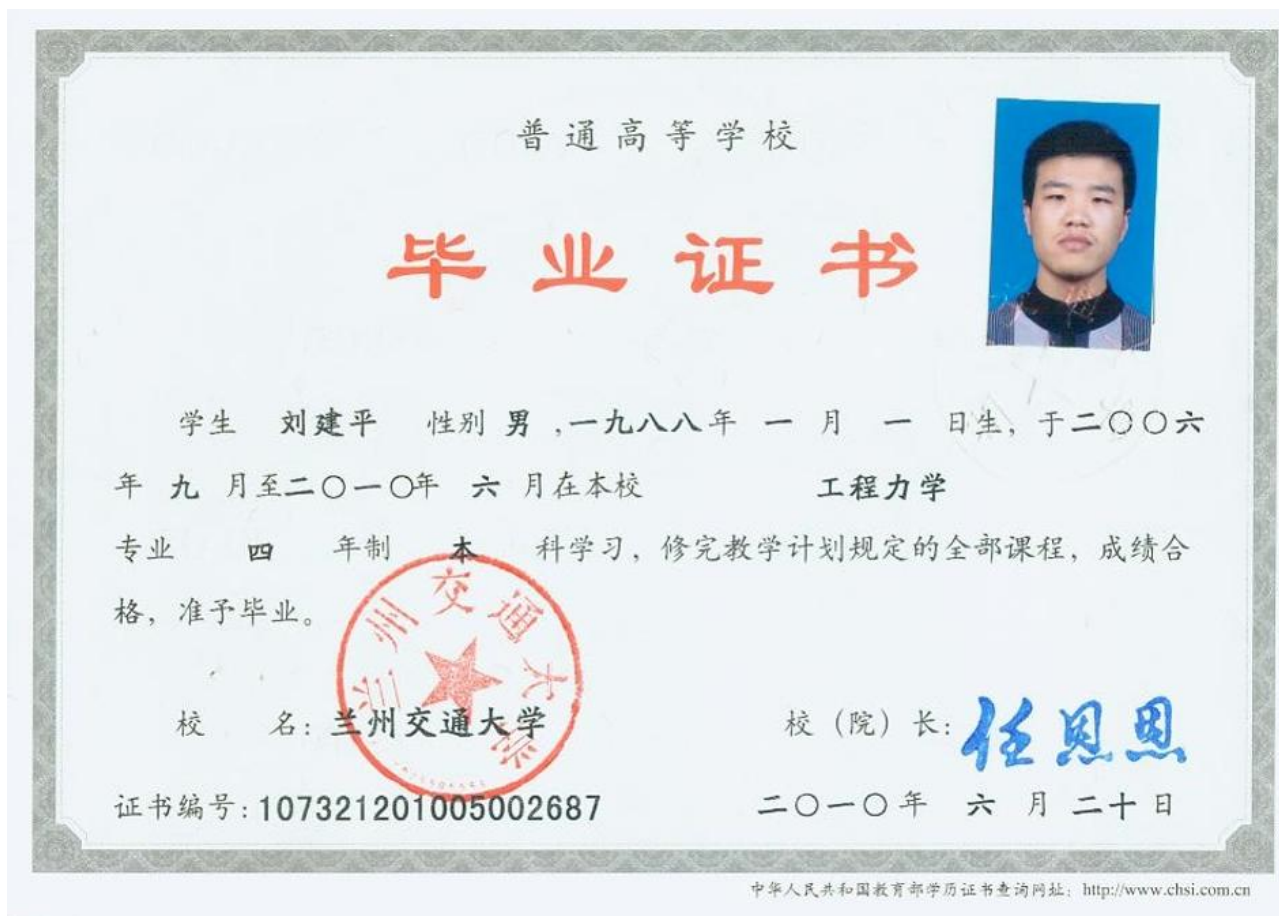 普通高等学校
毕业证书
学生 刘建平 性别 男 ,一九八八年 一 月 一 日生, 于二〇〇六
年 九 月至二〇一〇年 六 月在本校 工程力学
专业 四 年制 本 科学习, 修完教学计划规定的全部课程, 成绩合
格, 准予毕业。
兰州交通大学
校 名: 兰州交通大学 校(院)长: 任恩恩
证书编号: 107321201005002687 二〇一〇年 六 月 二十日
中华人民共和国教育部学历证书查询网址: http://www.chsi.com.cn